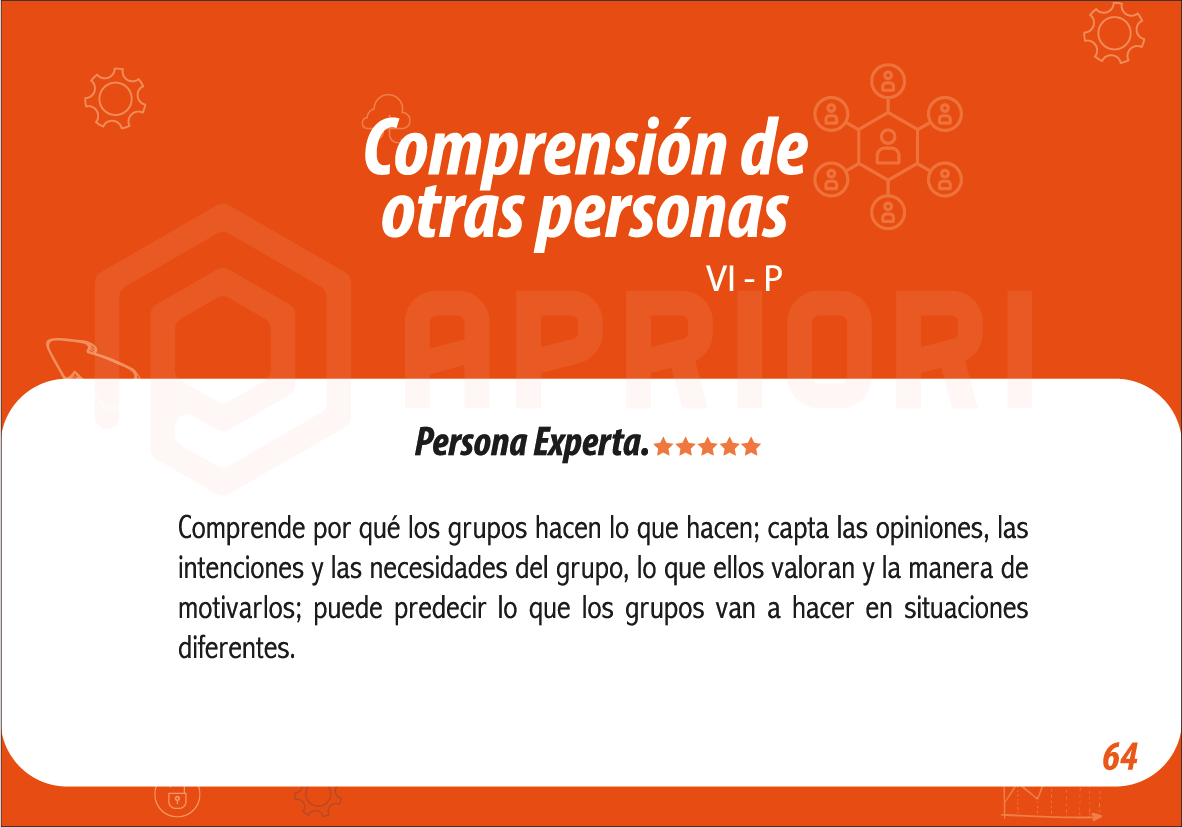 Comprensión de
otras personas
VI - P
APRIORI
Persona Experta.
Comprende por qué los grupos hacen lo que hacen; capta las opiniones, las
intenciones y las necesidades del grupo, lo que ellos valoran y la manera de
motivarlos; puede predecir lo que los grupos van a hacer en situaciones
diferentes.
64